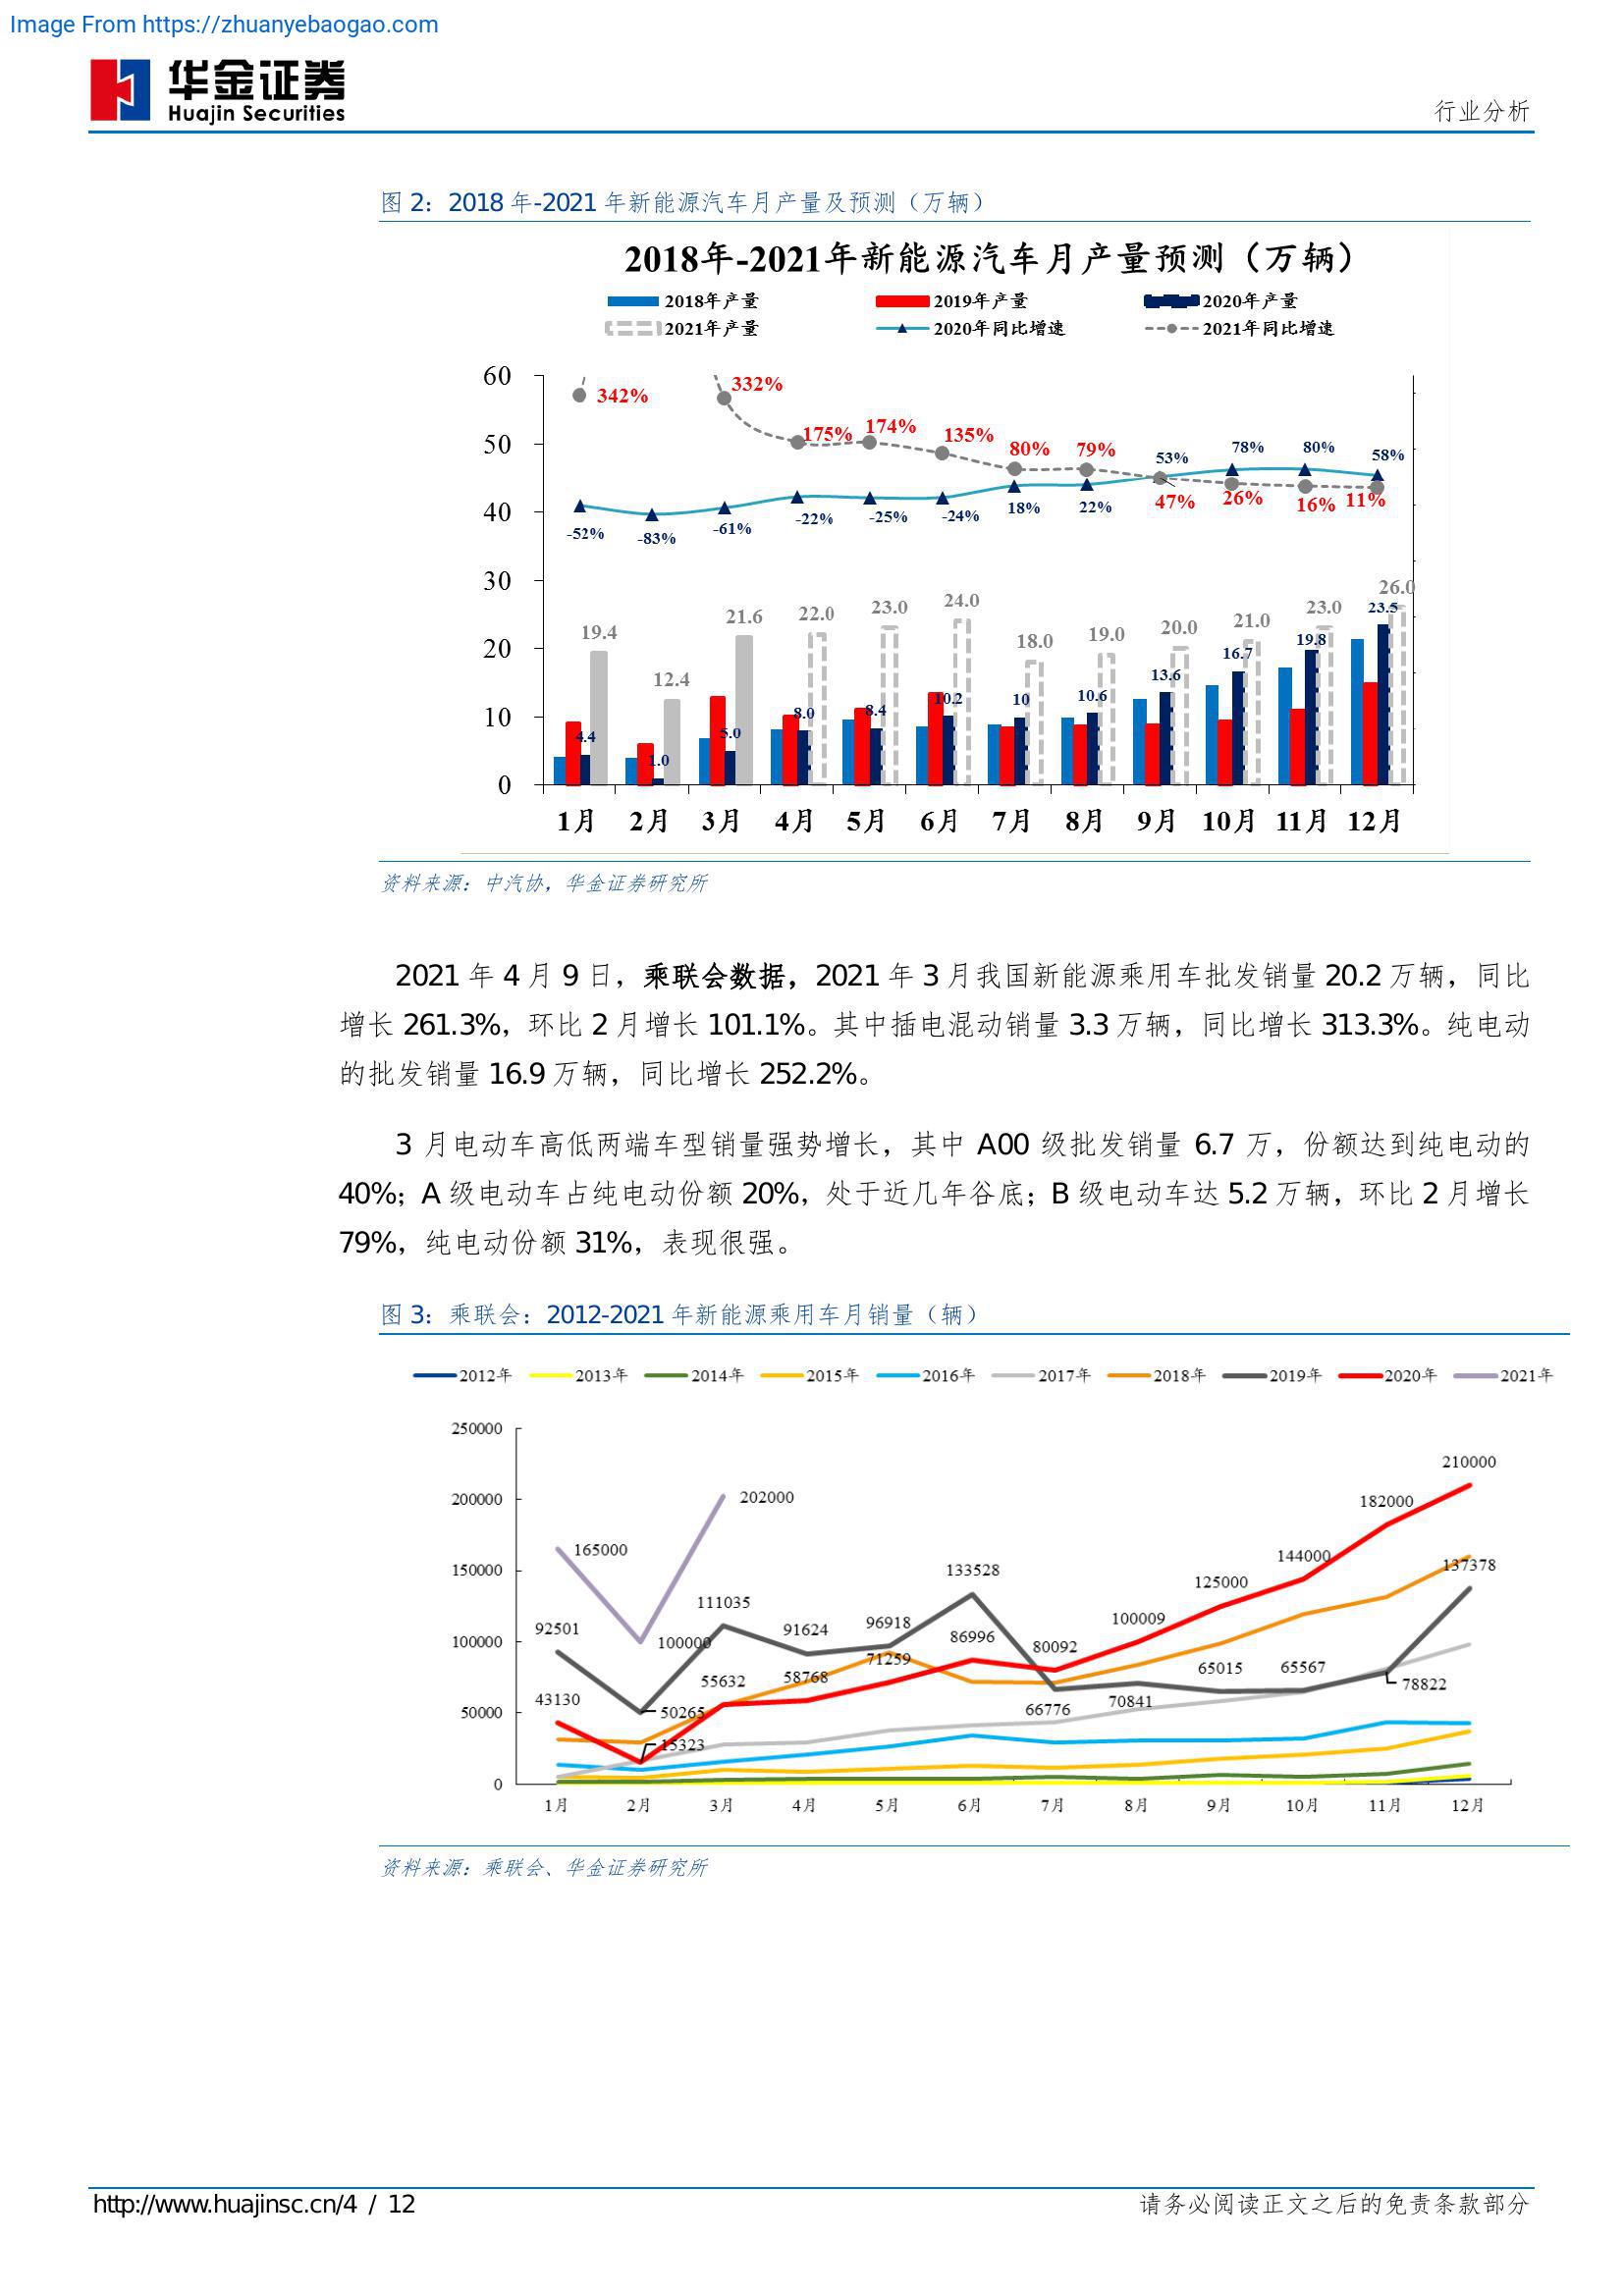 Image From https://zhuanyebaogao.com
华金证券
Huajin Securities
行业分析
图 2：2018 年-2021 年新能源汽车月产量及预测（万辆）
2018年-2021年新能源汽车月产量预测（万辆）
2018年产量 2019年产量 2020年产量
2021年产量 2020年同比增速 2021年同比增速
60
50
40
30
20
10
0
342% 332% 175% 174% 135% 80% 79% 47% 26% 16% 11%
-52% -83% -61% -22% -25% -24% 18% 22% 53% 78% 80% 58%
19.4 12.4 21.6 22.0 23.0 24.0 18.0 19.0 20.0 21.0 23.0 26.0
4.4 1.0 5.0 8.0 8.4 10.2 10 10.6 13.6 16.7 19.8 23.5
1月 2月 3月 4月 5月 6月 7月 8月 9月 10月 11月 12月
资料来源：中汽协，华金证券研究所
2021 年 4 月 9 日，乘联会数据，2021 年 3 月我国新能源乘用车批发销量 20.2 万辆，同比
增长 261.3%，环比 2 月增长 101.1%。其中插电混动销量 3.3 万辆，同比增长 313.3%。纯电动
的批发销量 16.9 万辆，同比增长 252.2%。
3 月电动车高低两端车型销量强势增长，其中 A00 级批发销量 6.7 万，份额达到纯电动的
40%；A 级电动车占纯电动份额 20%，处于近几年谷底；B 级电动车达 5.2 万辆，环比 2 月增长
79%，纯电动份额 31%，表现很强。
图 3：乘联会：2012-2021 年新能源乘用车月销量（辆）
2012年 2013年 2014年 2015年 2016年 2017年 2018年 2019年 2020年 2021年
250000
200000
150000
100000
50000
0
165000 100000 202000
92501 50265 111035 91624 96918 133528 66776 70841 65015 65567 78822 137378
43130 15323 55632 58768 71259 86996 80092 100009 125000 144000 182000 210000
1月 2月 3月 4月 5月 6月 7月 8月 9月 10月 11月 12月
资料来源：乘联会、华金证券研究所
http://www.huajinsc.cn/4 / 12
请务必阅读正文之后的免责条款部分